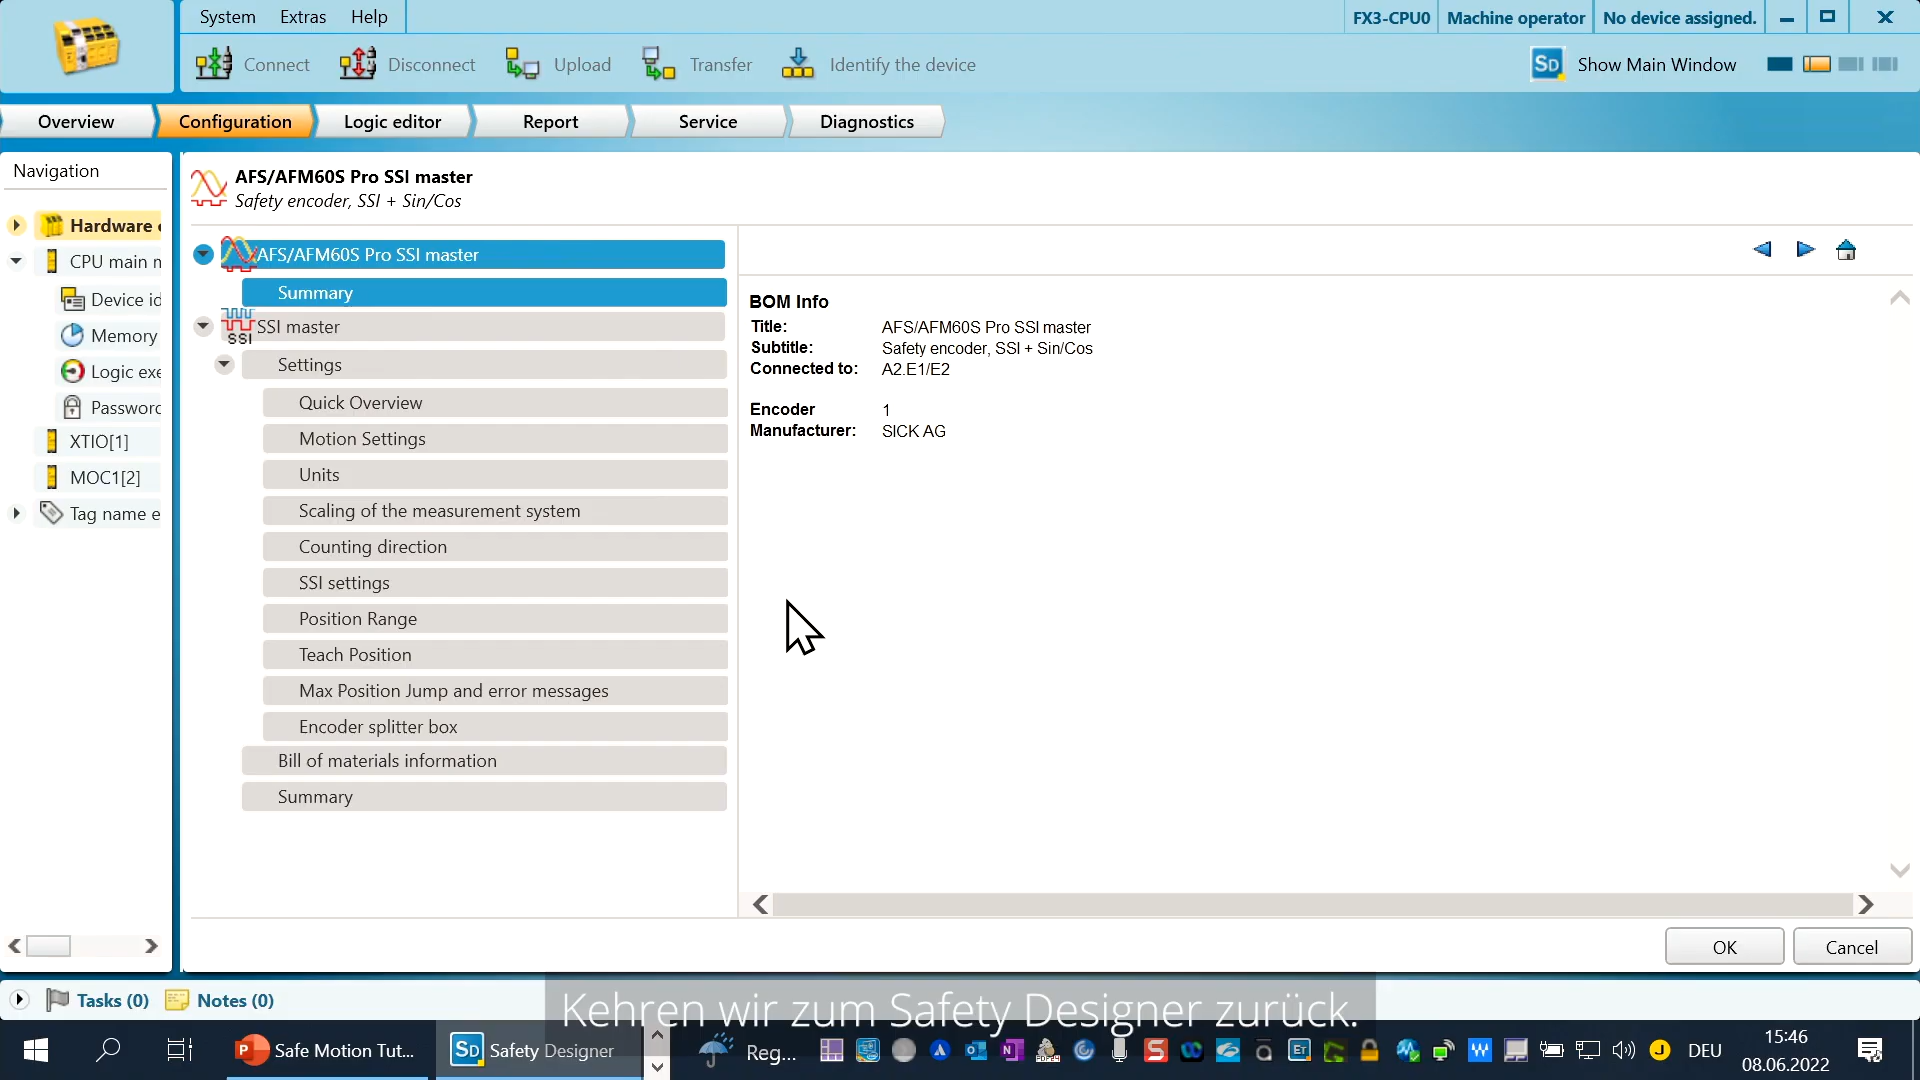 System Extras Help FX3-CPU0 Machine operator No device assigned.
Connect Disconnect Upload Transfer Identify the device SD Show Main Window
Overview Configuration Logic editor Report Service Diagnostics
Navigation
Hardware
CPU main
Device id
Memory
Logic exe
Password
XTIO[1]
MOC1[2]
Tag name e
AFS/AFM60S Pro SSI master
Safety encoder, SSI + Sin/Cos
AFS/AFM60S Pro SSI master
Summary
SSI
SSI master
Settings
Quick Overview
Motion Settings
Units
Scaling of the measurement system
Counting direction
SSI settings
Position Range
Teach Position
Max Position Jump and error messages
Encoder splitter box
Bill of materials information
Summary
BOM Info
Title: AFS/AFM60S Pro SSI master
Subtitle: Safety encoder, SSI + Sin/Cos
Connected to: A2.E1/E2
Encoder 1
Manufacturer: SICK AG
OK Cancel
Tasks (0) Notes (0)
Kehren wir zum Safety Designer zurück.
Safe Motion Tut... Safety Designer Reg... DEU 15:46
08.06.2022